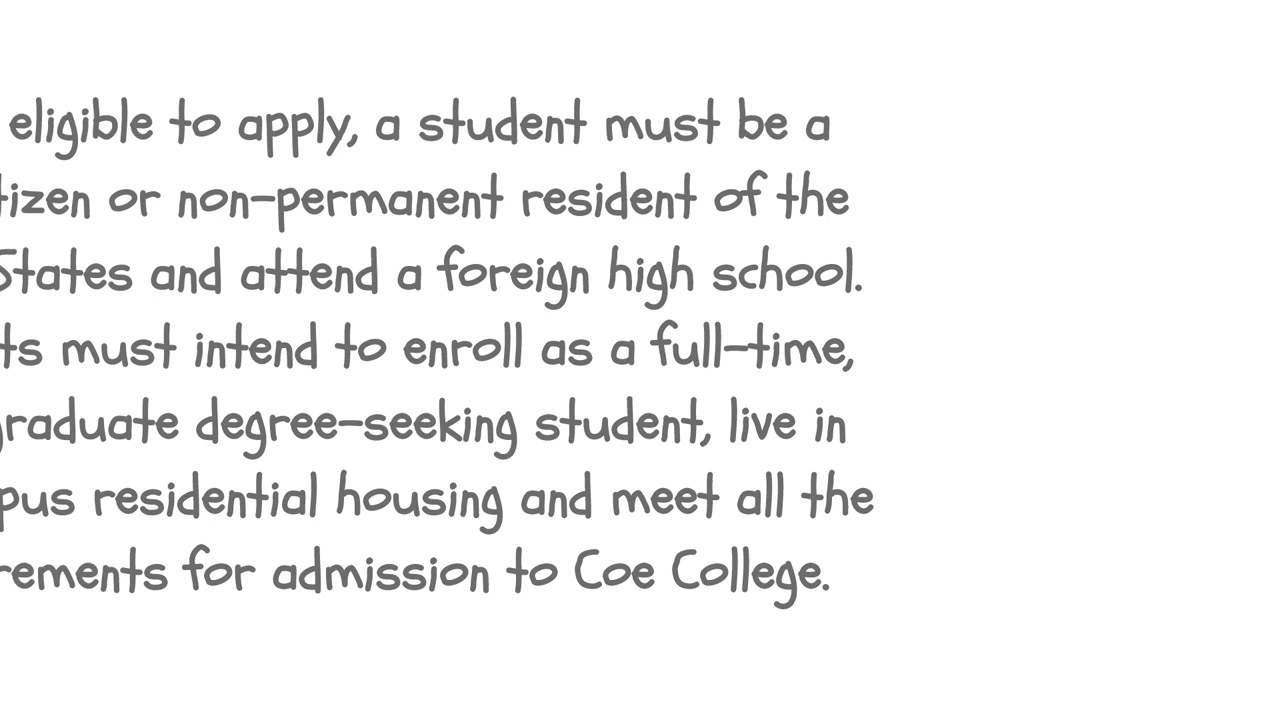 eligible to apply, a student must be a
tizen or non-permanent resident of the
States and attend a foreign high school.
ts must intend to enroll as a full-time,
graduate degree-seeking student, live in
pus residential housing and meet all the
rements for admission to Coe College.